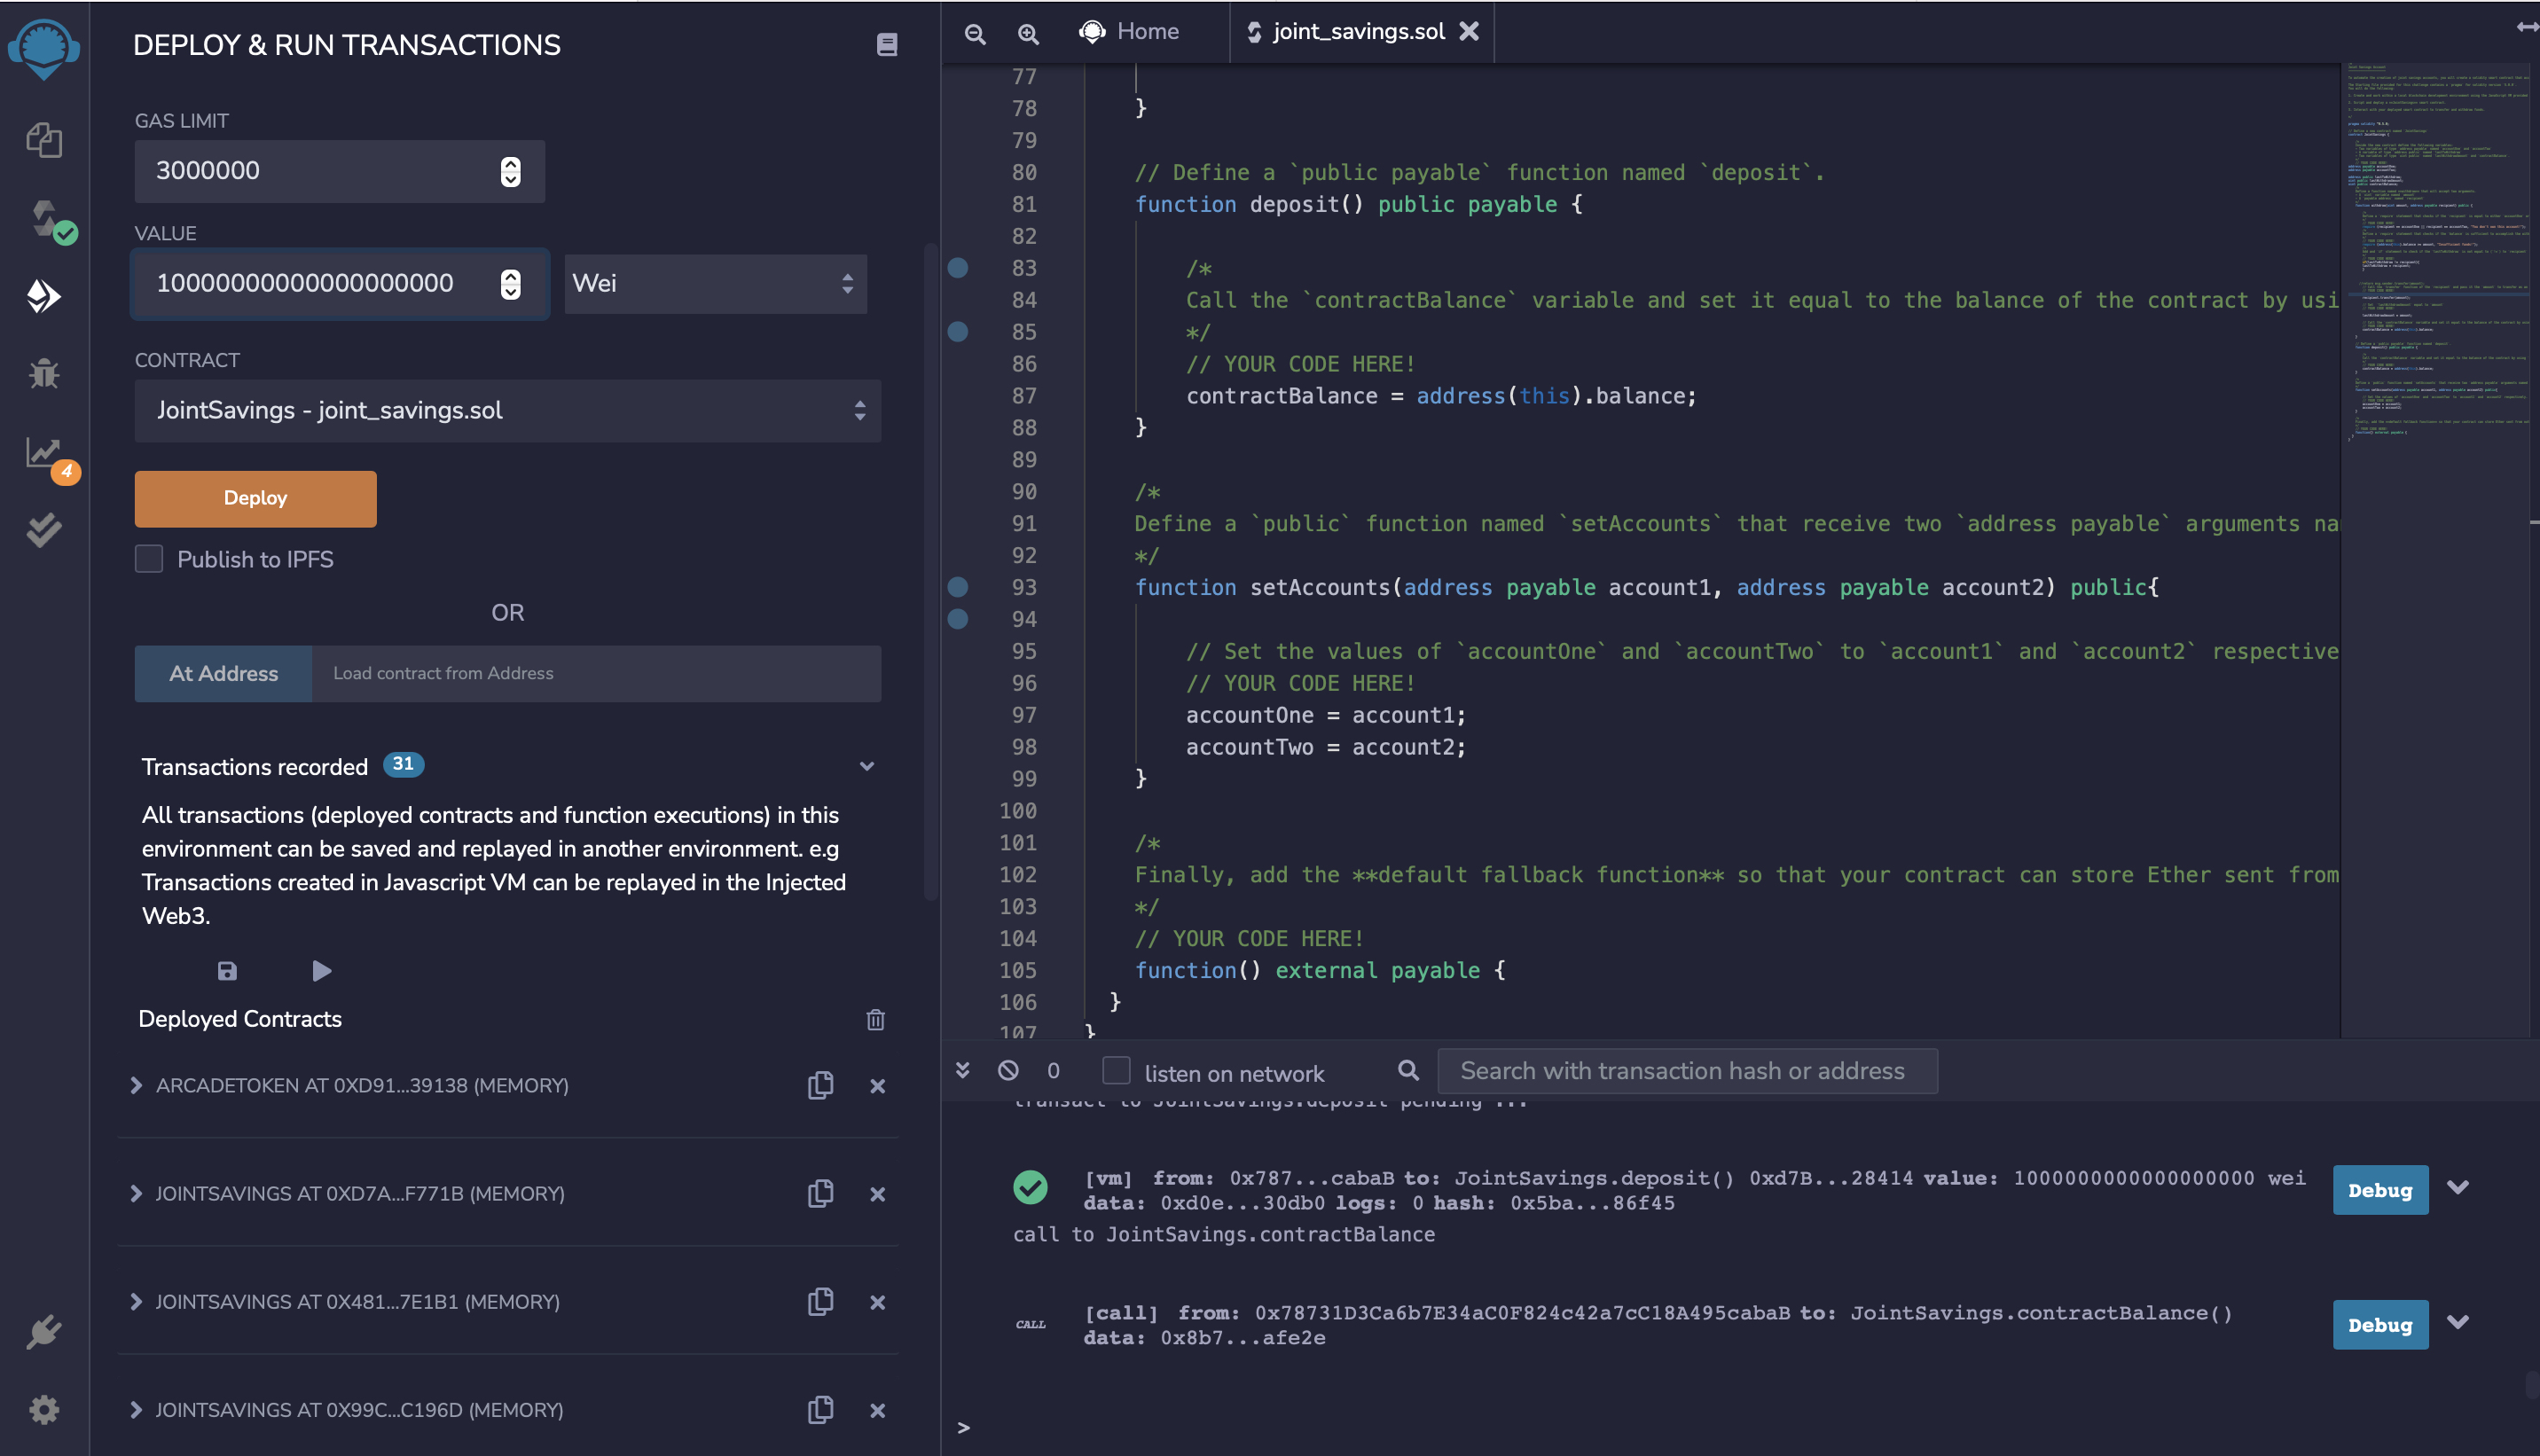 DEPLOY & RUN TRANSACTIONS
GAS LIMIT
3000000
VALUE
10000000000000000000
Wei
CONTRACT
JointSavings - joint_savings.sol
Deploy
Publish to IPFS
OR
At Address
Load contract from Address
Transactions recorded 31
All transactions (deployed contracts and function executions) in this
environment can be saved and replayed in another environment. e.g
Transactions created in Javascript VM can be replayed in the Injected
Web3.
Deployed Contracts
ARCADETOKEN AT 0XD91...39138 (MEMORY)
JOINTSAVINGS AT 0XD7A...F771B (MEMORY)
JOINTSAVINGS AT 0X481...7E1B1 (MEMORY)
JOINTSAVINGS AT 0X99C...C196D (MEMORY)
4
Home
joint_savings.sol
77
78 }
79
80 // Define a `public payable` function named `deposit`.
81 function deposit() public payable {
82
83 /*
84 Call the `contractBalance` variable and set it equal to the balance of the contract by usi
85 */
86 // YOUR CODE HERE!
87 contractBalance = address(this).balance;
88 }
89
90 /*
91 Define a `public` function named `setAccounts` that receive two `address payable` arguments na
92 */
93 function setAccounts(address payable account1, address payable account2) public{
94
95 // Set the values of `accountOne` and `accountTwo` to `account1` and `account2` respective
96 // YOUR CODE HERE!
97 accountOne = account1;
98 accountTwo = account2;
99 }
100
101 /*
102 Finally, add the **default fallback function** so that your contract can store Ether sent from
103 */
104 // YOUR CODE HERE!
105 function() external payable {
106 }
107 }
0
listen on network
Search with transaction hash or address
transact to JointSavings.deposit pending ...
[vm] from: 0x787...cabaB to: JointSavings.deposit() 0xd7B...28414 value: 1000000000000000000 wei
data: 0xd0e...30db0 logs: 0 hash: 0x5ba...86f45
Debug
call to JointSavings.contractBalance
CALL
[call] from: 0x78731D3Ca6b7E34aC0F824c42a7cC18A495cabaB to: JointSavings.contractBalance()
data: 0x8b7...afe2e
Debug
>